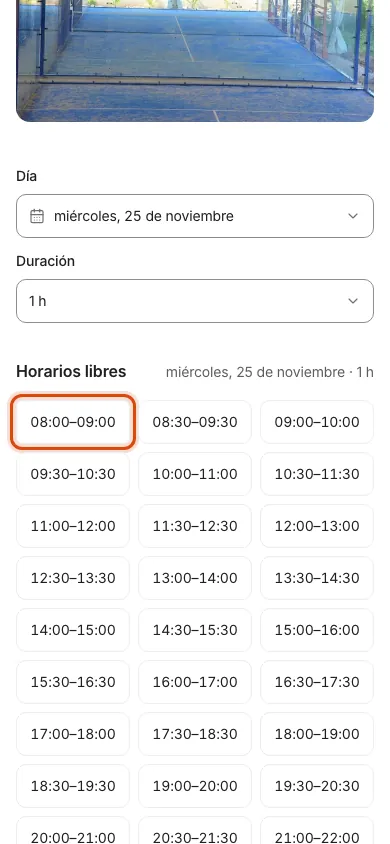 Día
miércoles, 25 de noviembre
Duración
1 h
Horarios libres miércoles, 25 de noviembre · 1 h
08:00–09:00 08:30–09:30 09:00–10:00
09:30–10:30 10:00–11:00 10:30–11:30
11:00–12:00 11:30–12:30 12:00–13:00
12:30–13:30 13:00–14:00 13:30–14:30
14:00–15:00 14:30–15:30 15:00–16:00
15:30–16:30 16:00–17:00 16:30–17:30
17:00–18:00 17:30–18:30 18:00–19:00
18:30–19:30 19:00–20:00 19:30–20:30
20:00–21:00 20:30–21:30 21:00–22:00